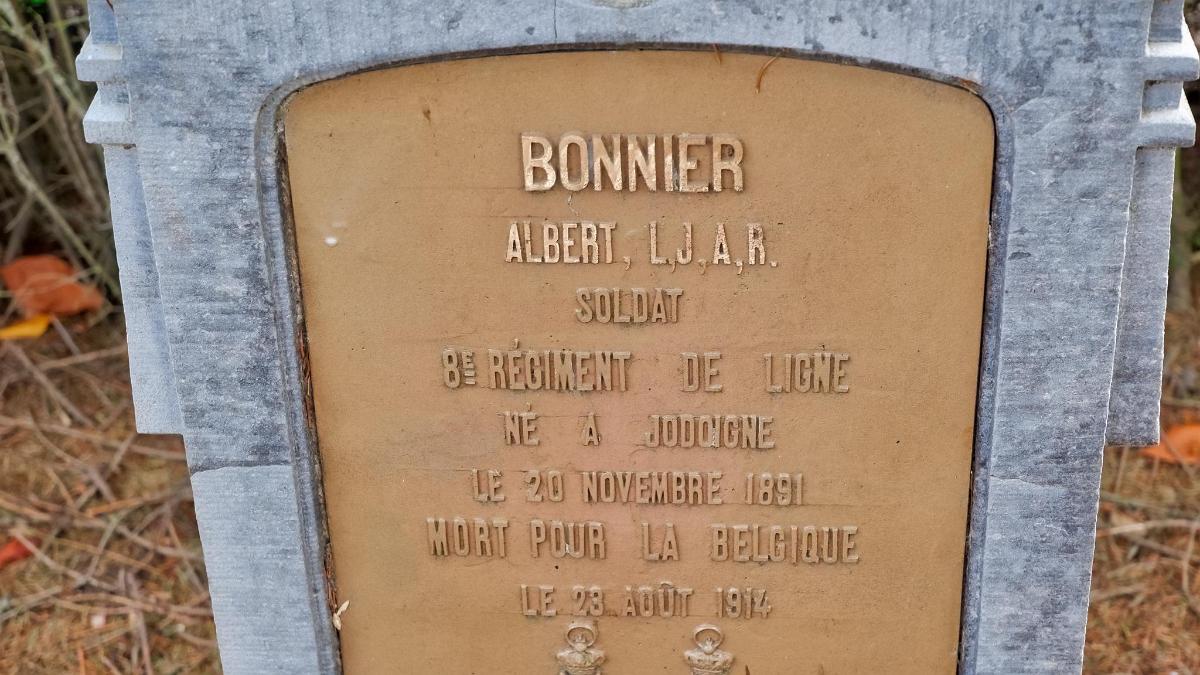 BONNIER
ALBERT, L,J,A,R.
SOLDAT
8ME RÉGIMENT DE LIGNE
NÉ A JODOIGNE
LE 20 NOVEMBRE 1891
MORT POUR LA BELGIQUE
LE 23 AOÛT 1914